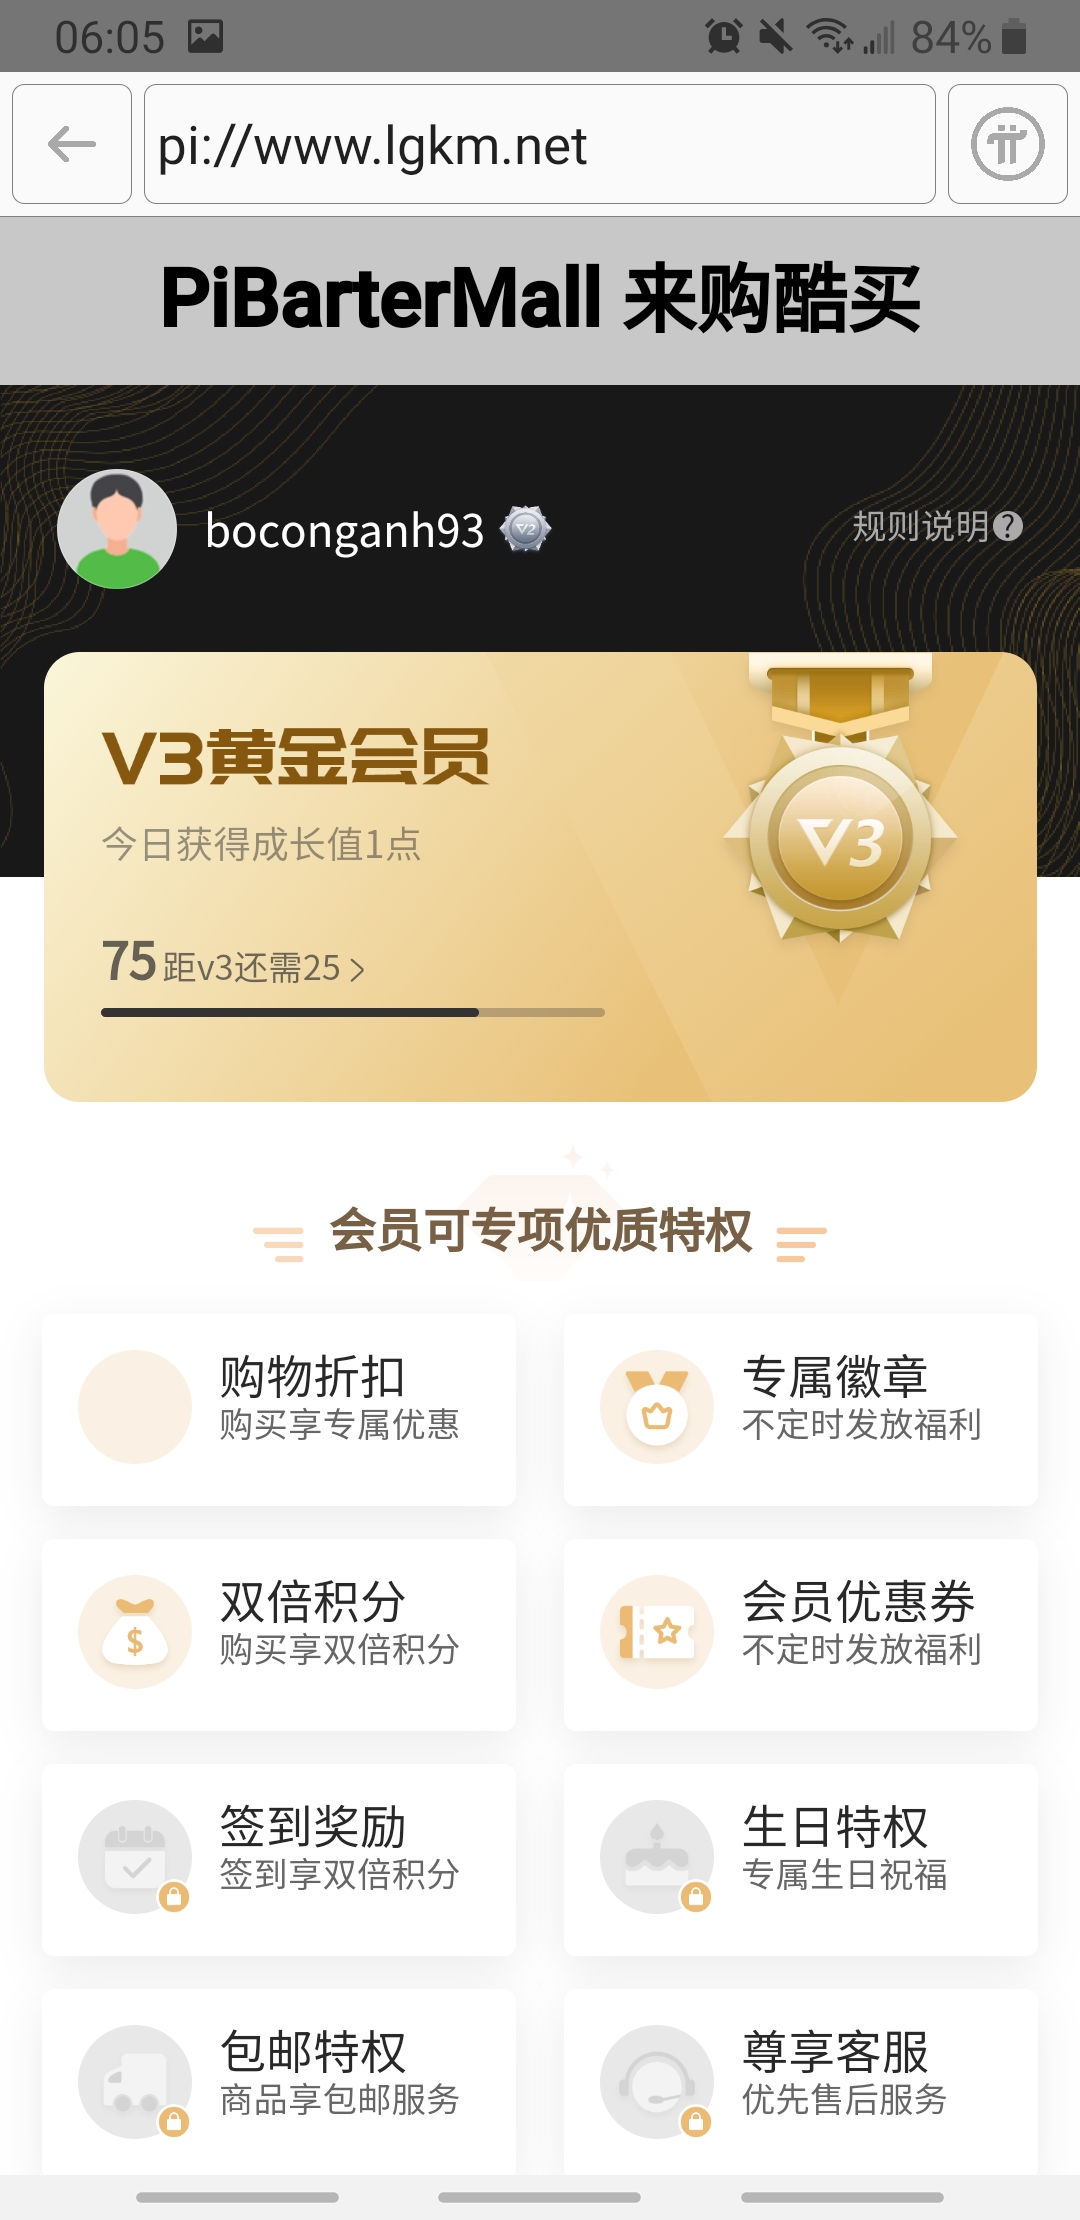 06:05
84%
pi://www.lgkm.net
PiBarterMall 来购酷买
boconganh93
V2
规则说明?
V3黄金会员
今日获得成长值1点
V3
75 距v3还需25
会员可专项优质特权
购物折扣
购买享专属优惠
专属徽章
不定时发放福利
双倍积分
购买享双倍积分
$
会员优惠券
不定时发放福利
签到奖励
签到享双倍积分
生日特权
专属生日祝福
包邮特权
商品享包邮服务
尊享客服
优先售后服务